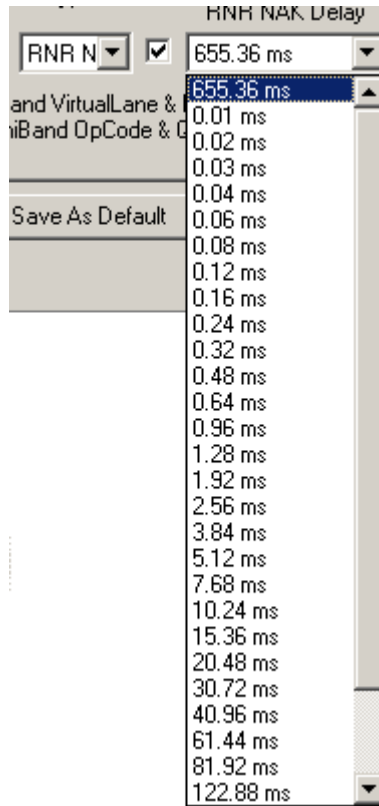 RNR NAK Delay
RNR N
655.36 ms
and VirtualLane &
niBand OpCode &
Save As Default
655.36 ms
0.01 ms
0.02 ms
0.03 ms
0.04 ms
0.06 ms
0.08 ms
0.12 ms
0.16 ms
0.24 ms
0.32 ms
0.48 ms
0.64 ms
0.96 ms
1.28 ms
1.92 ms
2.56 ms
3.84 ms
5.12 ms
7.68 ms
10.24 ms
15.36 ms
20.48 ms
30.72 ms
40.96 ms
61.44 ms
81.92 ms
122.88 ms